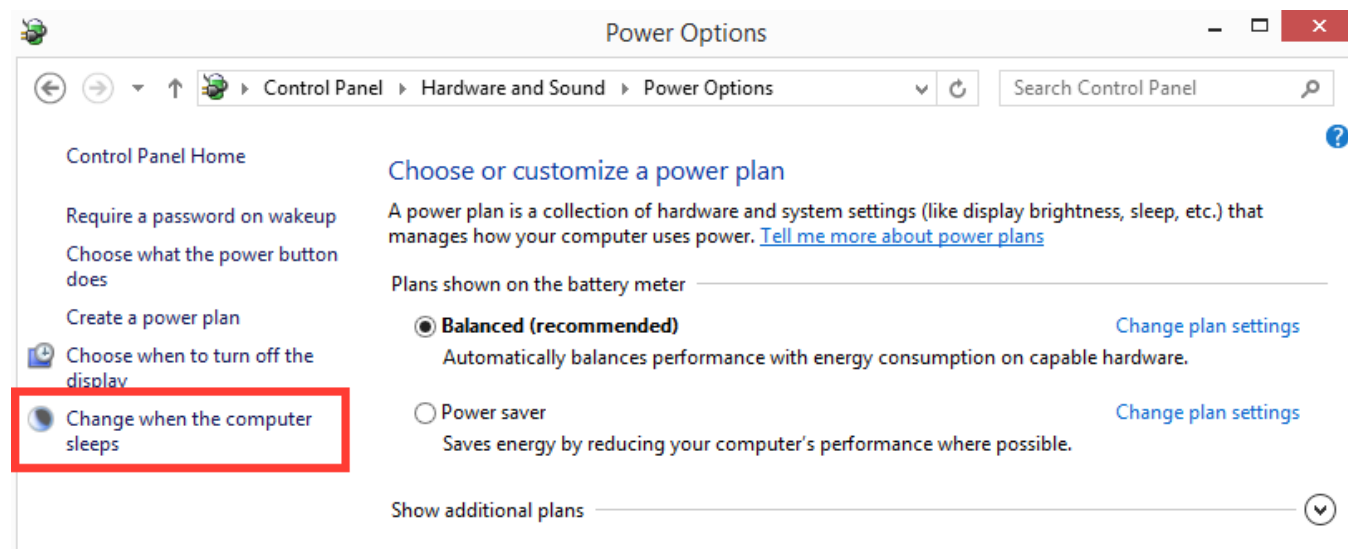 Power Options
Control Panel Hardware and Sound Power Options Search Control Panel
Control Panel Home
Require a password on wakeup
Choose what the power button
does
Create a power plan
Choose when to turn off the
display
Change when the computer
sleeps
?
Choose or customize a power plan
A power plan is a collection of hardware and system settings (like display brightness, sleep, etc.) that
manages how your computer uses power. Tell me more about power plans
Plans shown on the battery meter
Balanced (recommended) Change plan settings
Automatically balances performance with energy consumption on capable hardware.
Power saver Change plan settings
Saves energy by reducing your computer's performance where possible.
Show additional plans